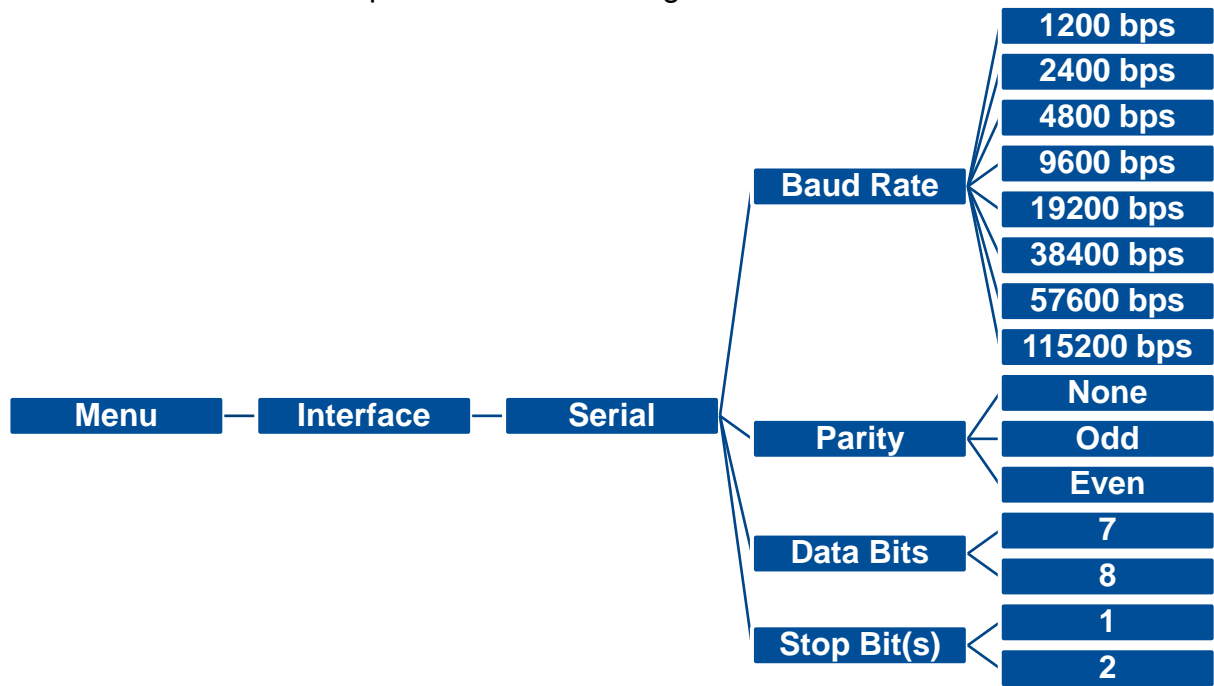 Menu
Interface
Serial
Baud Rate
1200 bps
2400 bps
4800 bps
9600 bps
19200 bps
38400 bps
57600 bps
115200 bps
Parity
None
Odd
Even
Data Bits
7
8
Stop Bit(s)
1
2